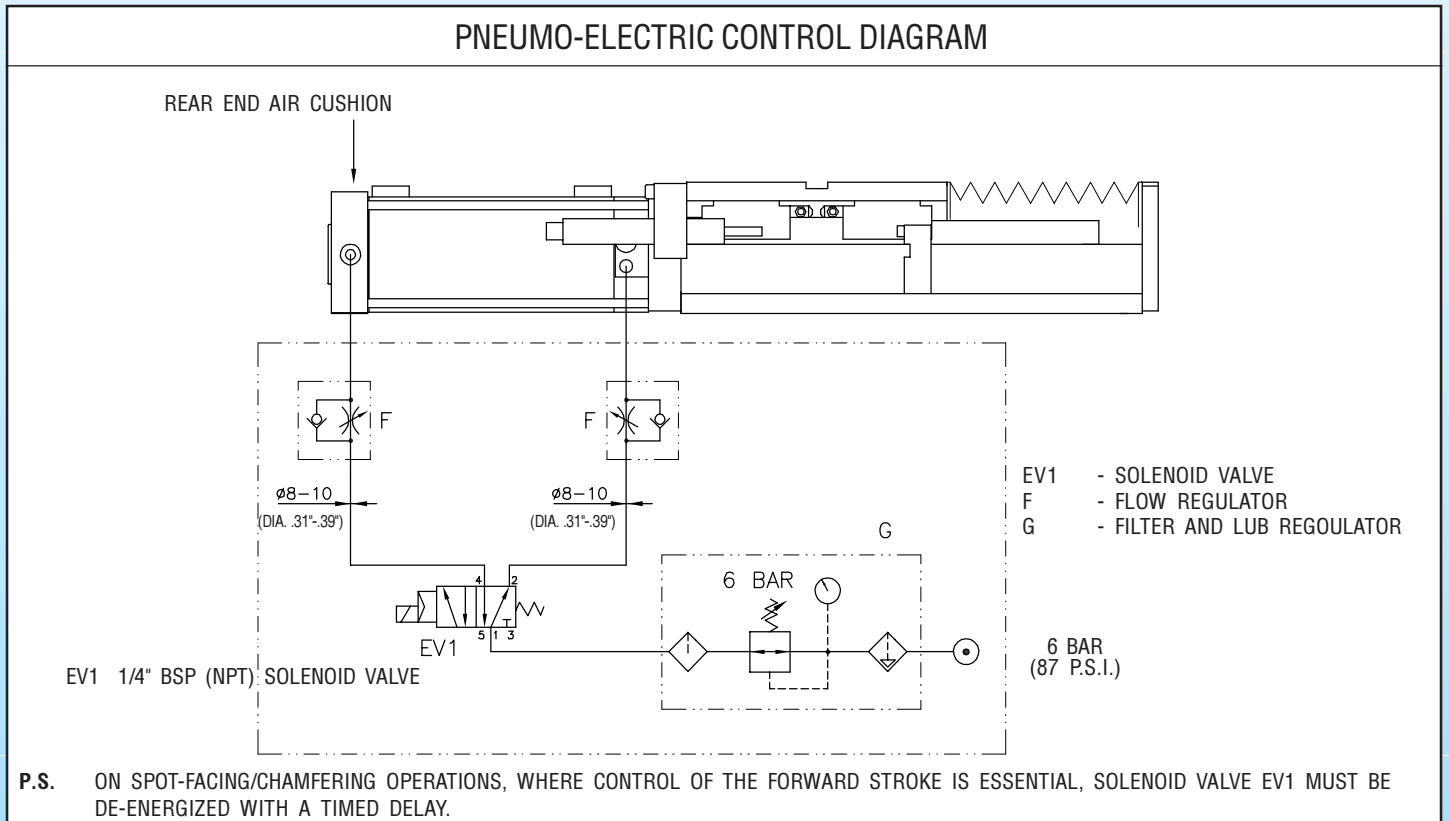 PNEUMO-ELECTRIC CONTROL DIAGRAM
REAR END AIR CUSHION
F
F
ø8-10
(DIA. .31"-.39")
ø8-10
(DIA. .31"-.39")
EV1 - SOLENOID VALVE
F - FLOW REGULATOR
G - FILTER AND LUB REGOULATOR
G
4 2
6 BAR
5 1 3
EV1
6 BAR
(87 P.S.I.)
EV1 1/4" BSP (NPT) SOLENOID VALVE
P.S. ON SPOT-FACING/CHAMFERING OPERATIONS, WHERE CONTROL OF THE FORWARD STROKE IS ESSENTIAL, SOLENOID VALVE EV1 MUST BE
DE-ENERGIZED WITH A TIMED DELAY.